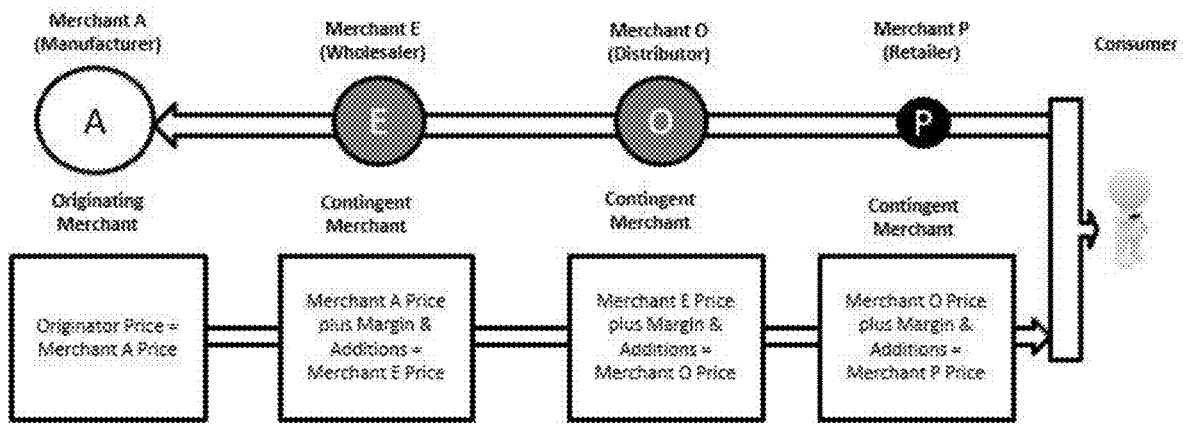 Merchant A
(Manufacturer)
Merchant E
(Wholesaler)
Merchant O
(Distributor)
Merchant P
(Retailer)
Consumer
A
E
O
P
Originating
Merchant
Contingent
Merchant
Contingent
Merchant
Contingent
Merchant
Originator Price =
Merchant A Price
Merchant A Price
plus Margin &
Additions =
Merchant E Price
Merchant E Price
plus Margin &
Additions =
Merchant O Price
Merchant O Price
plus Margin &
Additions =
Merchant P Price